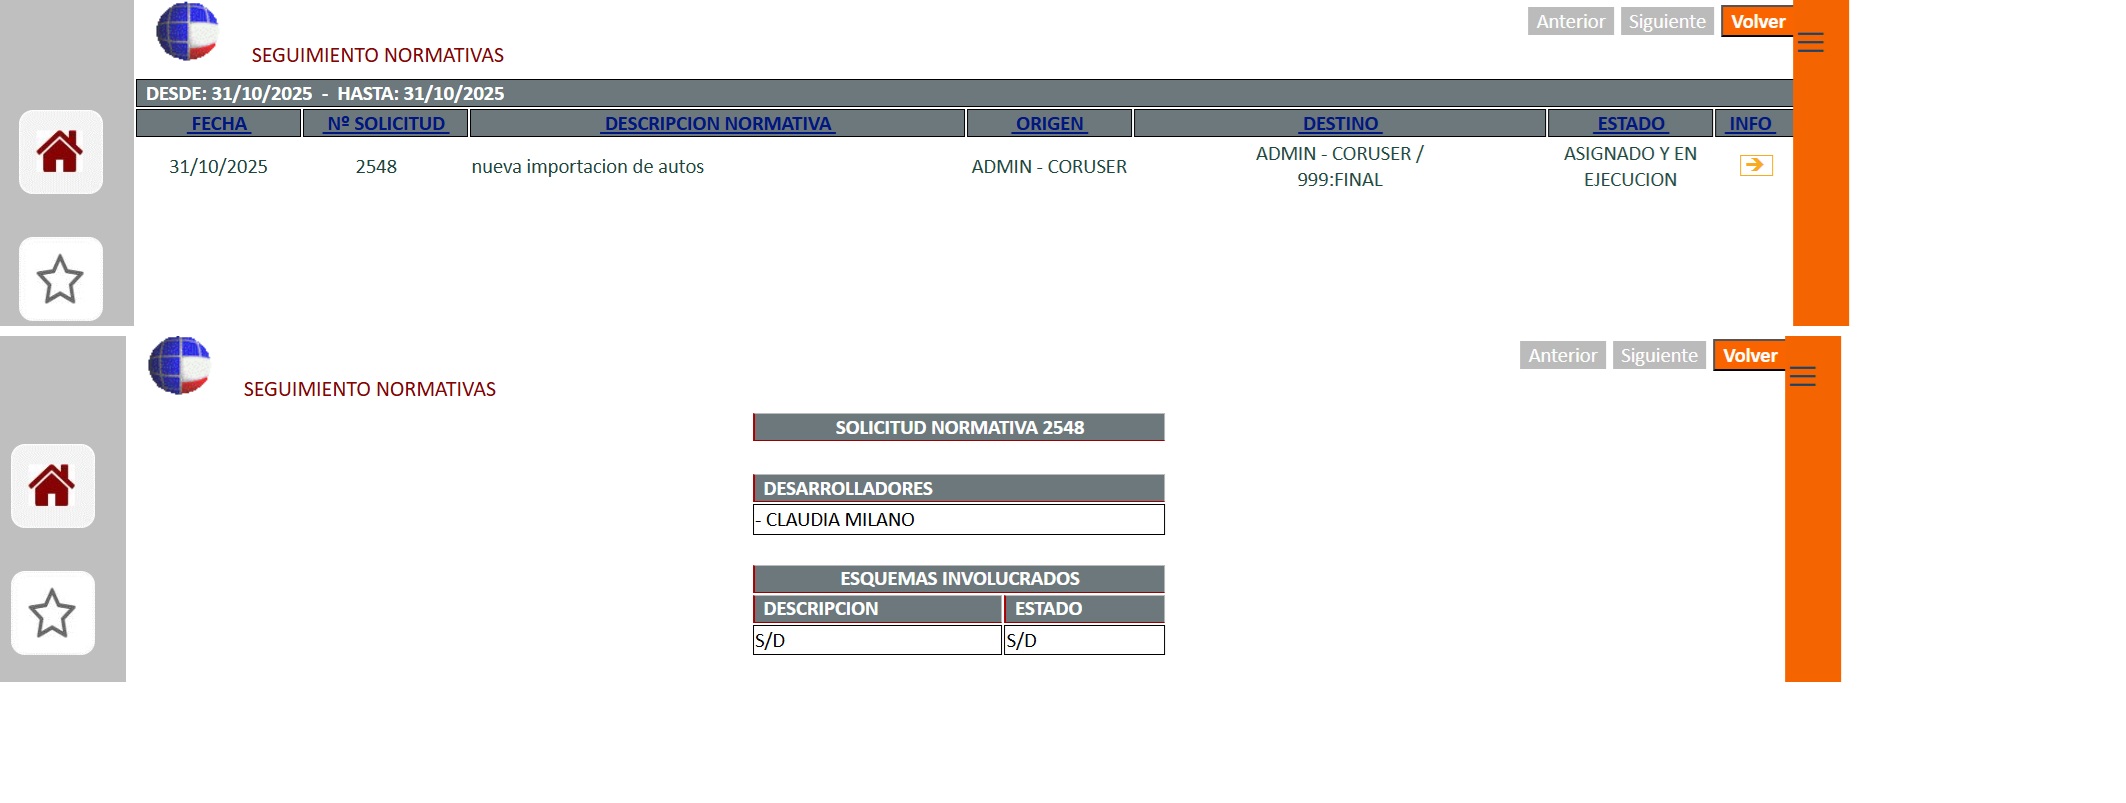 Anterior Siguiente Volver
SEGUIMIENTO NORMATIVAS
DESDE: 31/10/2025 - HASTA: 31/10/2025
FECHA Nº SOLICITUD DESCRIPCION NORMATIVA ORIGEN DESTINO ESTADO INFO
31/10/2025 2548 nueva importacion de autos ADMIN - CORUSER ADMIN - CORUSER / ASIGNADO Y EN
999:FINAL EJECUCION
Anterior Siguiente Volver
SEGUIMIENTO NORMATIVAS
SOLICITUD NORMATIVA 2548
DESARROLLADORES
- CLAUDIA MILANO
ESQUEMAS INVOLUCRADOS
DESCRIPCION ESTADO
S/D S/D